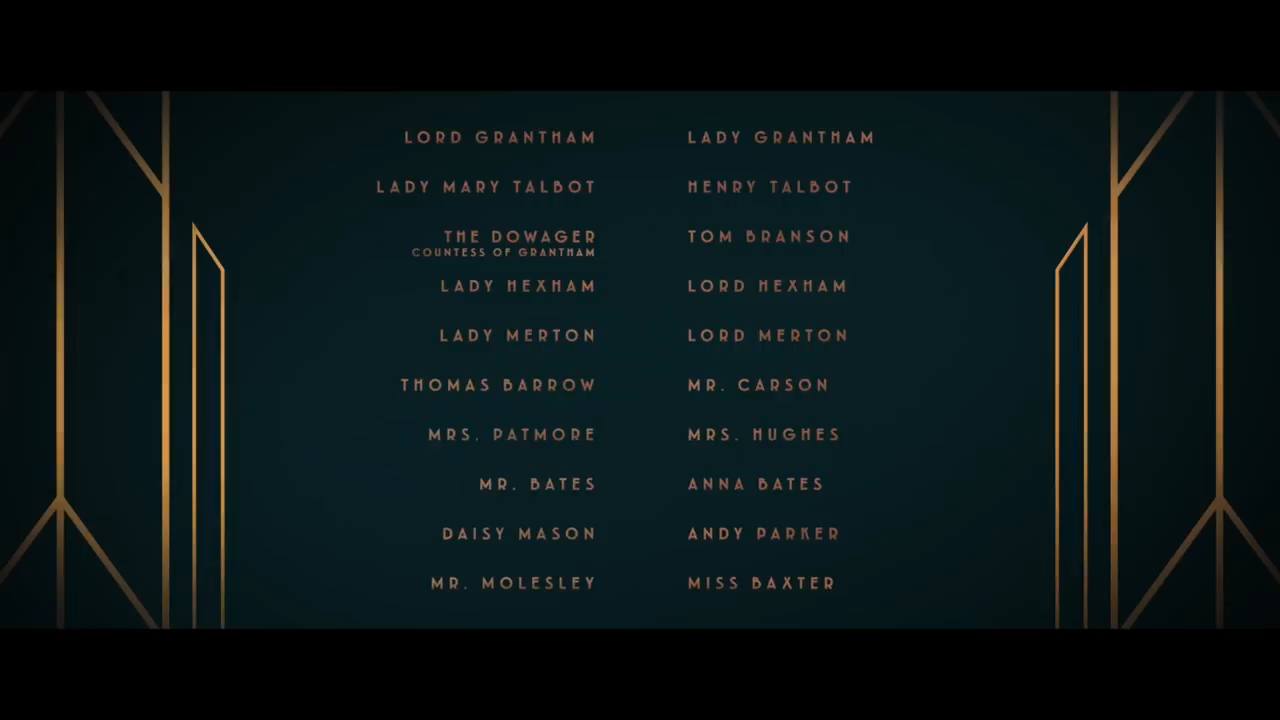 LORD GRANTHAM LADY GRANTHAM
LADY MARY TALBOT HENRY TALBOT
THE DOWAGER TOM BRANSON
COUNTESS OF GRANTHAM
LADY HEXHAM LORD HEXHAM
LADY MERTON LORD MERTON
THOMAS BARROW MR. CARSON
MRS. PATMORE MRS. HUGHES
MR. BATES ANNA BATES
DAISY MASON ANDY PARKER
MR. MOLESLEY MISS BAXTER